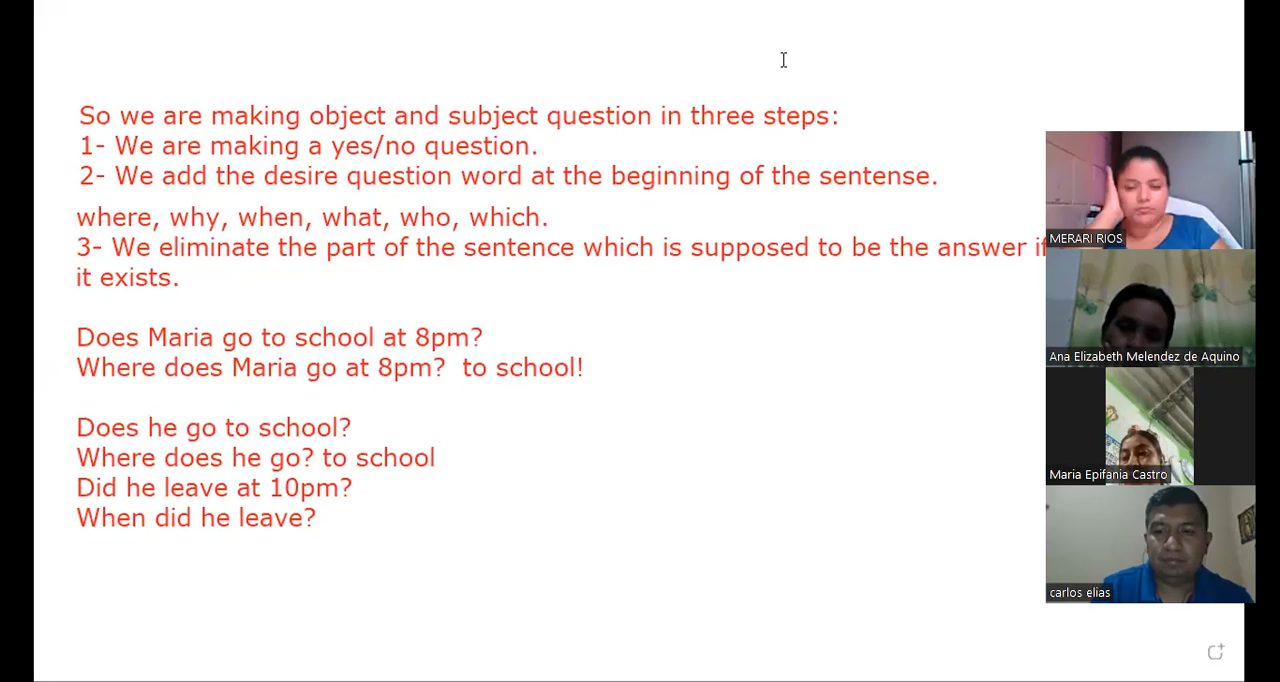 So we are making object and subject question in three steps:
1- We are making a yes/no question.
2- We add the desire question word at the beginning of the sentense.
where, why, when, what, who, which.
3- We eliminate the part of the sentence which is supposed to be the answer if
it exists.
Does Maria go to school at 8pm?
Where does Maria go at 8pm?  to school!
Does he go to school?
Where does he go? to school
Did he leave at 10pm?
When did he leave?
MERARI RIOS
Ana Elizabeth Melendez de Aquino
Maria Epifania Castro
carlos elias